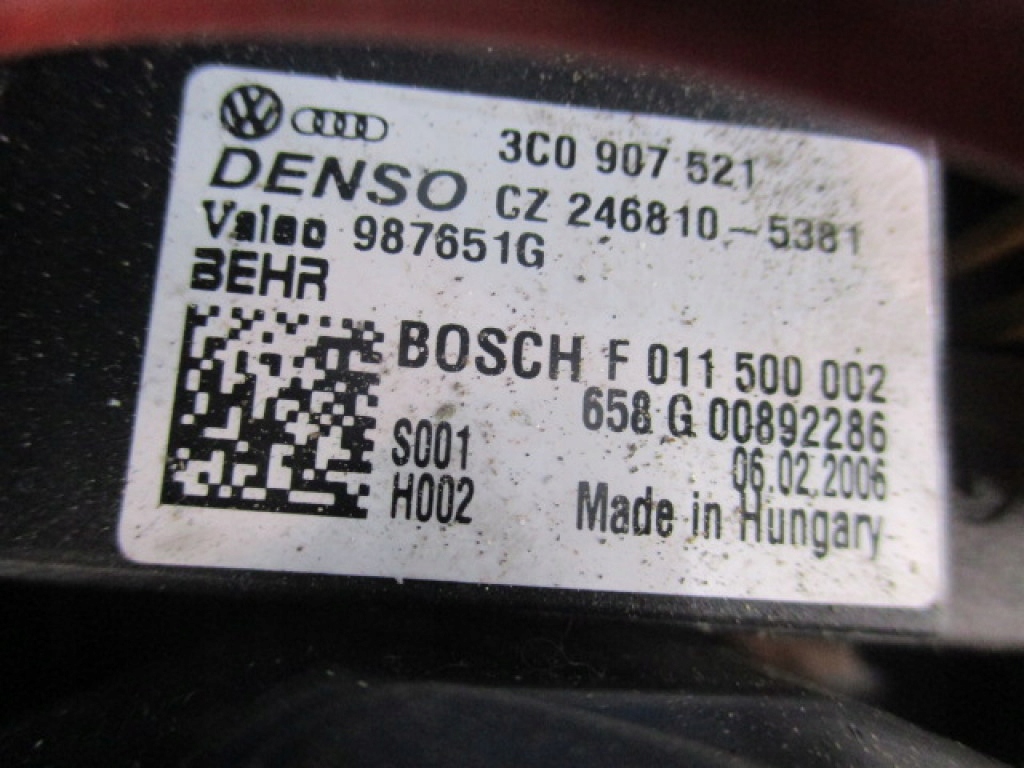 3C0 907 521
DENSO CZ 246810-5381
Valeo 987651G
BEHR
BOSCH F 011 500 002
658 G 00892286
S001 06.02.2006
H002 Made in Hungary